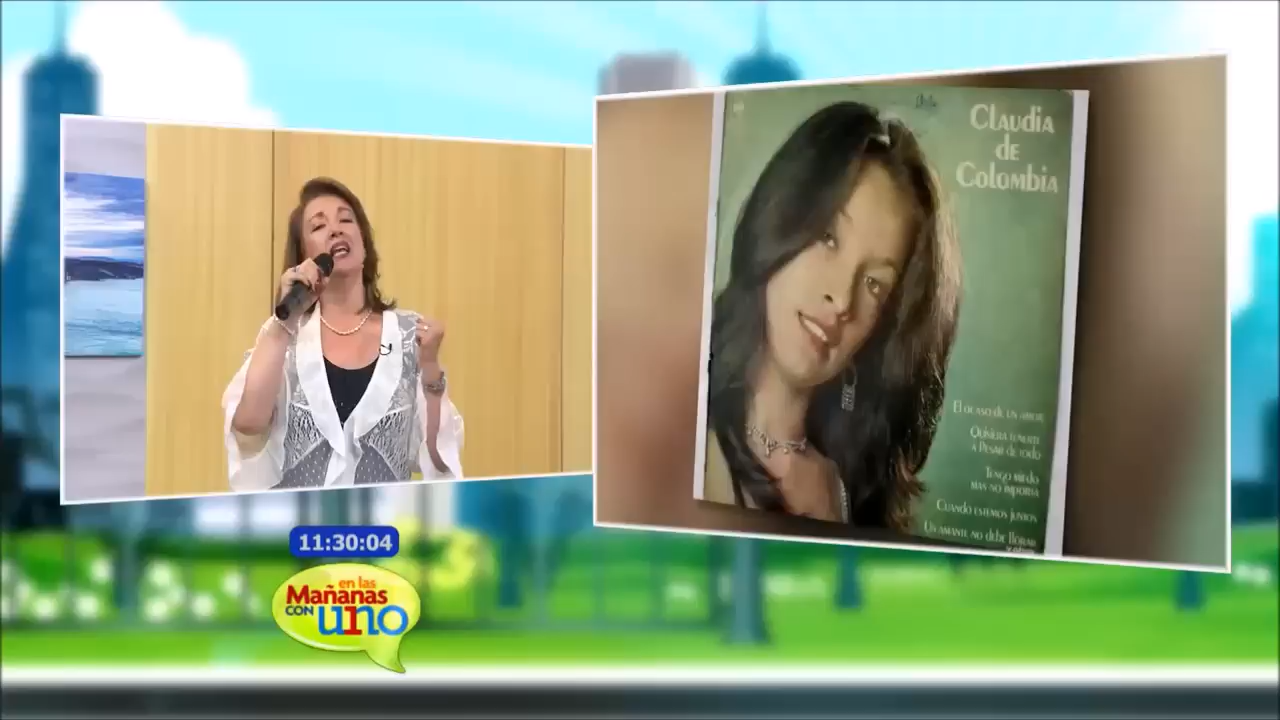 Claudia
de
Colombia
El ocaso de un amor
Quisiera tenerte
a pesar de todo
Tengo miedo
mas no importa
Cuando estemos juntos
Un amante no debe llorar
11:30:04
en las
Mañanas
CON uno